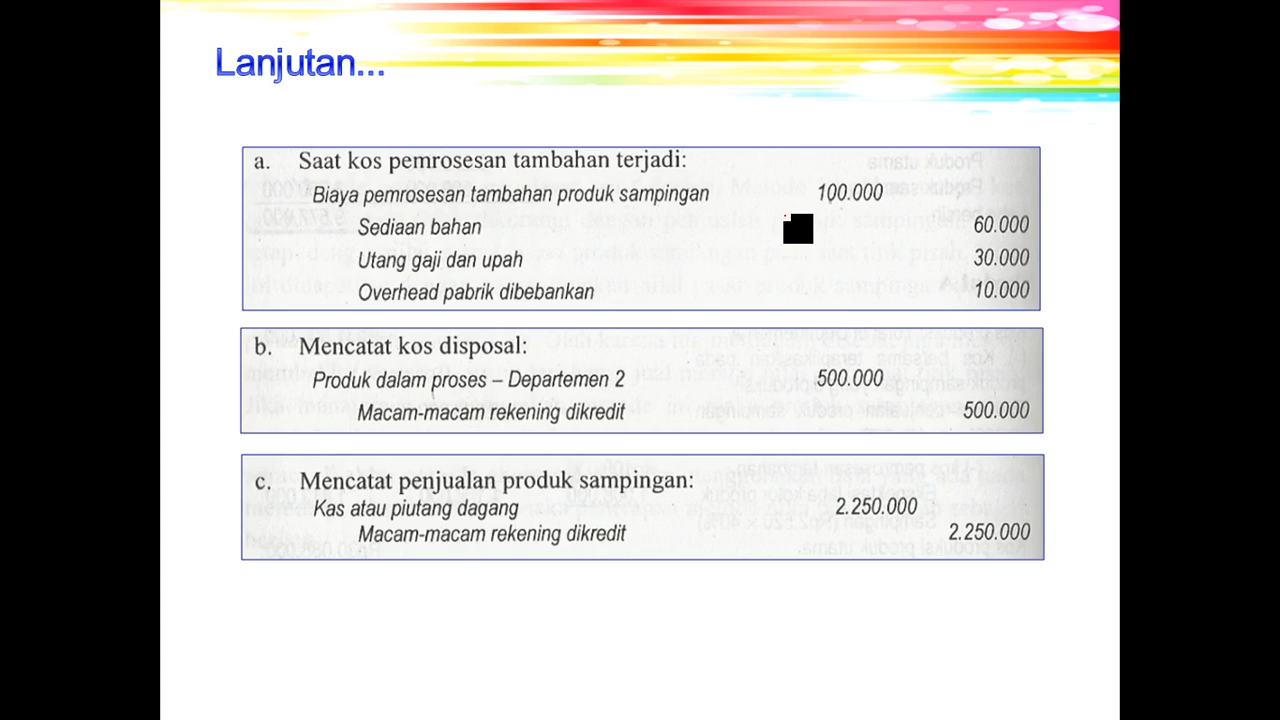 Lanjutan...
a. Saat kos pemrosesan tambahan terjadi:
Biaya pemrosesan tambahan produk sampingan 100.000
Sediaan bahan 60.000
Utang gaji dan upah 30.000
Overhead pabrik dibebankan 10.000
b. Mencatat kos disposal:
Produk dalam proses – Departemen 2 500.000
Macam-macam rekening dikredit 500.000
c. Mencatat penjualan produk sampingan:
Kas atau piutang dagang 2.250.000
Macam-macam rekening dikredit 2.250.000